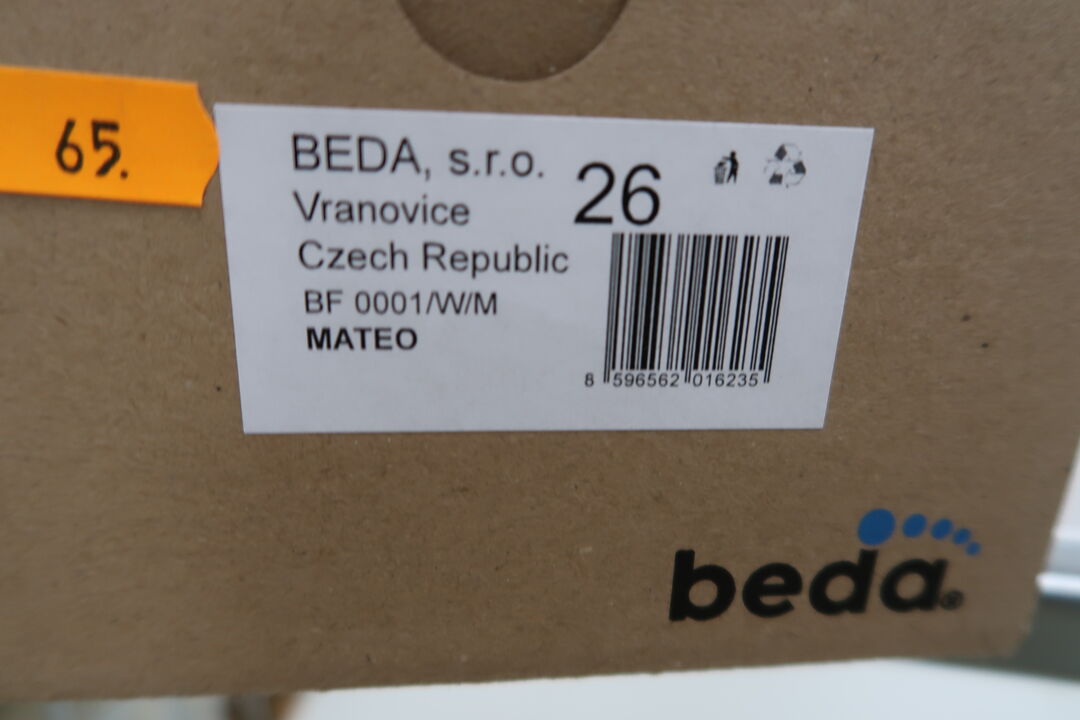 65.
BEDA, s.r.o.
26
Vranovice
Czech Republic
BF 0001/W/M
MATEO
8 596562 016235
beda®